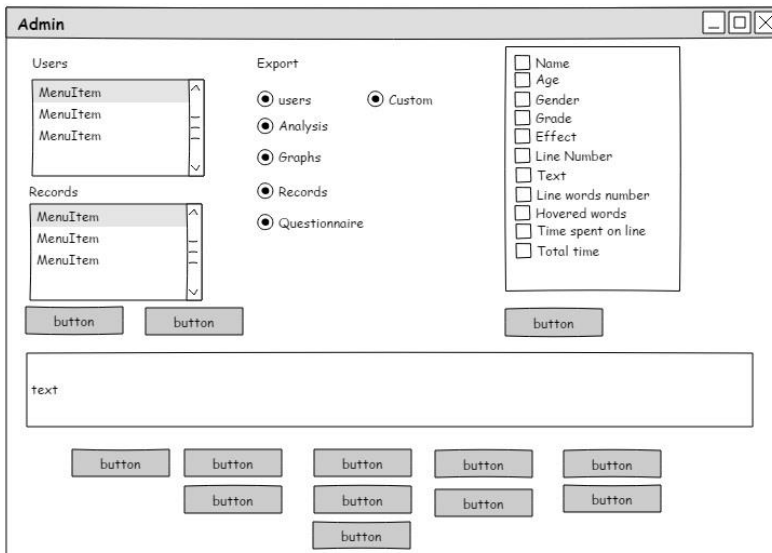 Admin
Users
MenuItem
MenuItem
MenuItem
Records
MenuItem
MenuItem
MenuItem
button button
Export
users Custom
Analysis
Graphs
Records
Questionnaire
Name
Age
Gender
Grade
Effect
Line Number
Text
Line words number
Hovered words
Time spent on line
Total time
button
text
button button button button button
button button button button
button